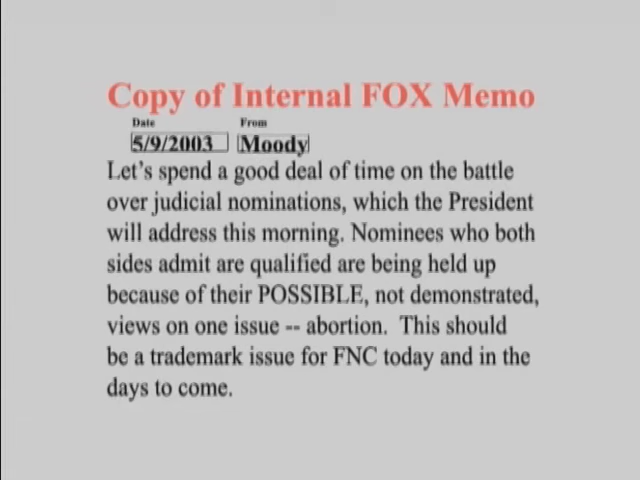 Copy of Internal FOX Memo
Date From
5/9/2003 Moody
Let's spend a good deal of time on the battle
over judicial nominations, which the President
will address this morning. Nominees who both
sides admit are qualified are being held up
because of their POSSIBLE, not demonstrated,
views on one issue -- abortion. This should
be a trademark issue for FNC today and in the
days to come.